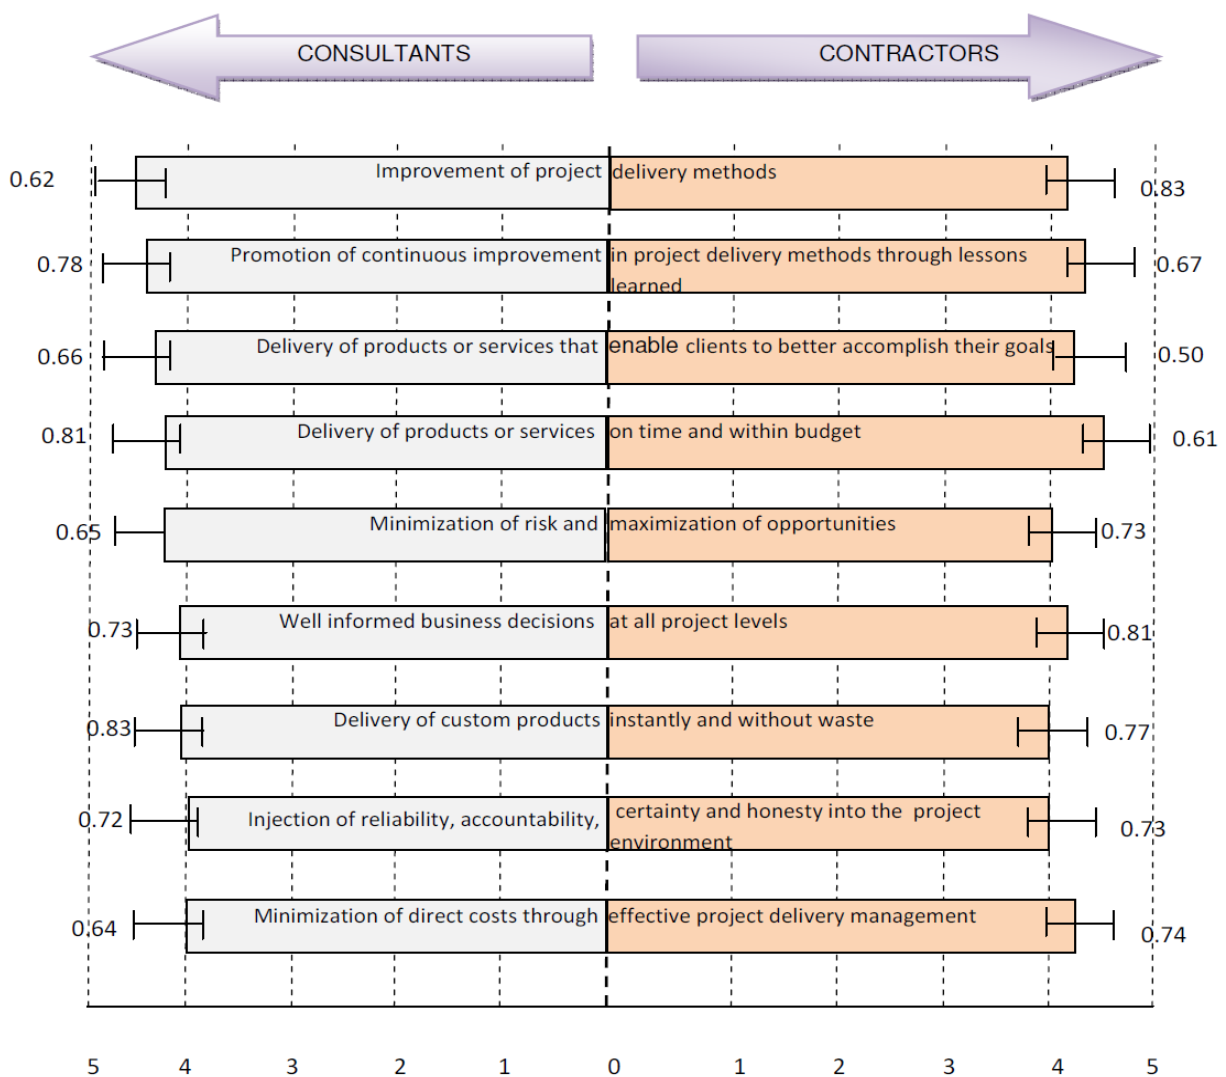 CONSULTANTS CONTRACTORS
0.62 Improvement of project delivery methods 0.83
0.78 Promotion of continuous improvement in project delivery methods through lessons 0.67
learned
0.66 Delivery of products or services that enable clients to better accomplish their goals 0.50
0.81 Delivery of products or services on time and within budget 0.61
0.65 Minimization of risk and maximization of opportunities 0.73
0.73 Well informed business decisions at all project levels 0.81
0.83 Delivery of custom products instantly and without waste 0.77
0.72 Injection of reliability, accountability, certainty and honesty into the project 0.73
environment
0.64 Minimization of direct costs through effective project delivery management 0.74
5 4 3 2 1 0 1 2 3 4 5